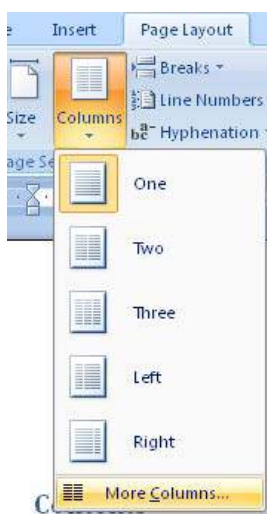 Insert Page Layout
Breaks
Size Columns Line Numbers
Hyphenation
One
Two
Three
Left
Right
More Columns...